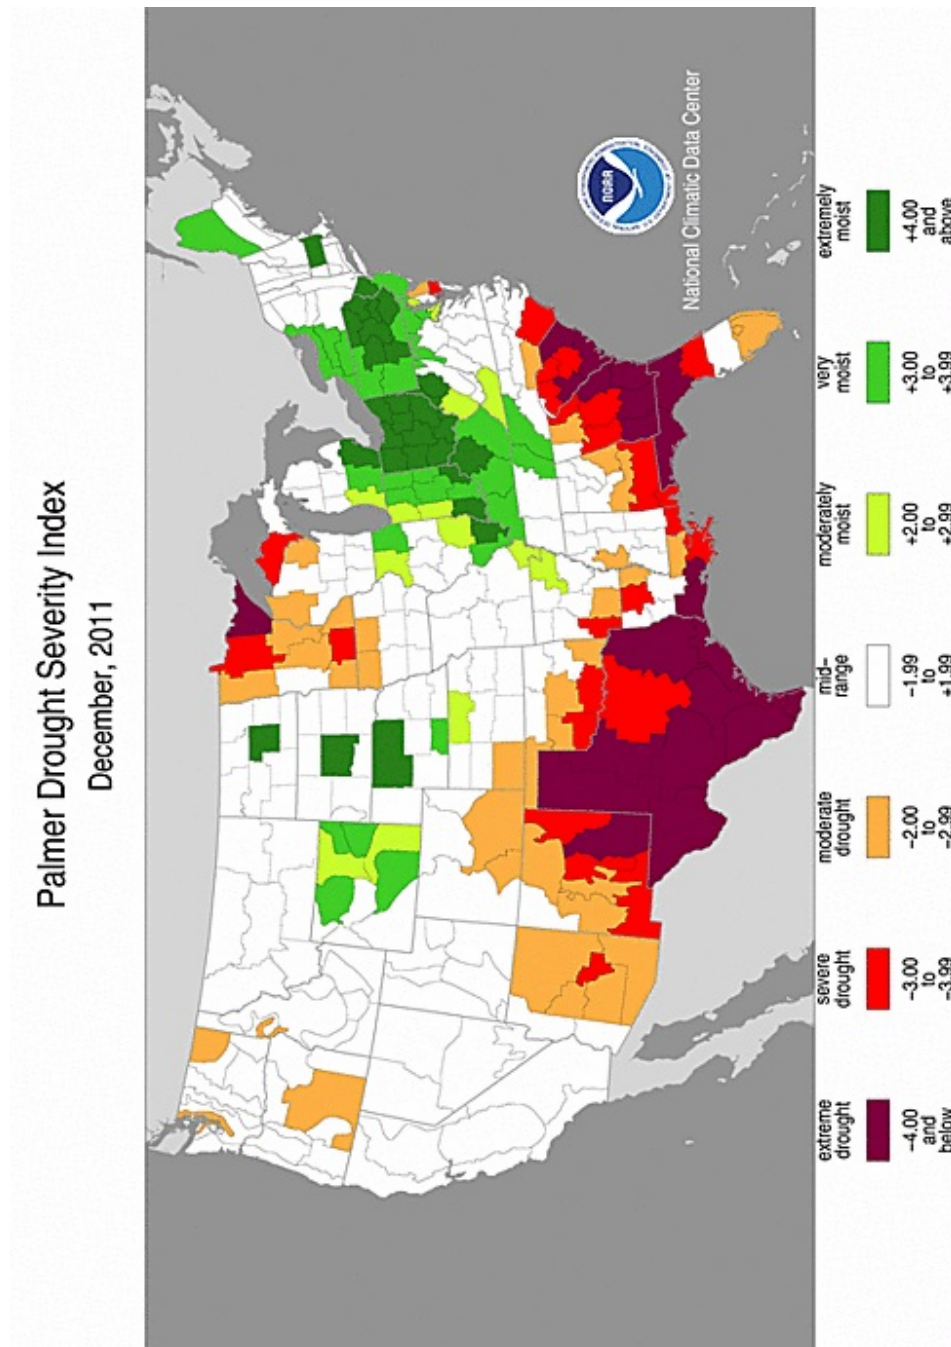 Palmer Drought Severity Index
December, 2011
NOAA
National Climatic Data Center
extreme
drought
severe
drought
moderate
drought
mid-
range
moderately
moist
very
moist
extremely
moist
-4.00
and
below
-3.00
to
-3.99
-2.00
to
-2.99
-1.99
to
+1.99
+2.00
to
+2.99
+3.00
to
+3.99
+4.00
and
above